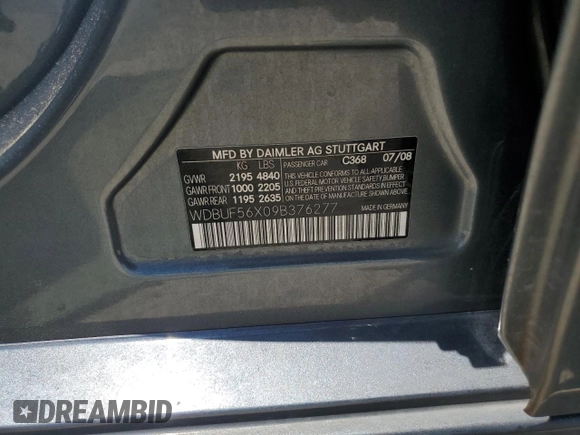 MFD BY DAIMLER AG STUTTGART
KG LBS PASSENGER CAR C368 07/08
GVWR 2195 4840
GAWR FRONT 1000 2205
GAWR REAR 1195 2635
THIS VEHICLE CONFORMS TO ALL APPLICABLE
U.S. FEDERAL MOTOR VEHICLE SAFETY, BUMPER
AND THEFT PREVENTION STANDARDS IN EFFECT
ON THE DATE OF MANUFACTURE SHOWN ABOVE.
WDBUF56X09B376277 MADE IN GERMANY
DREAMBID